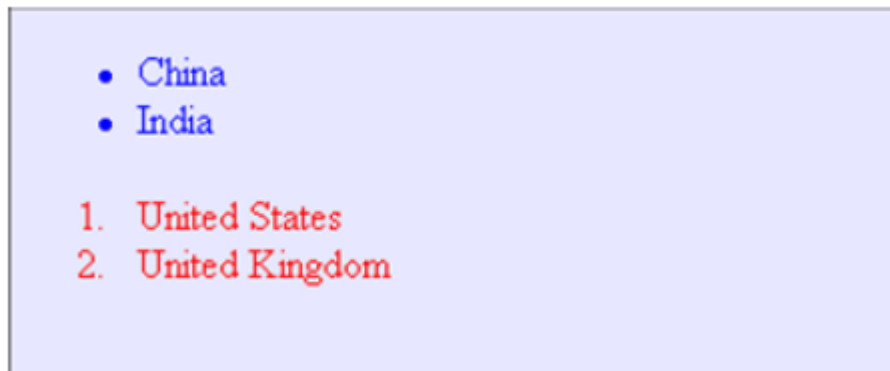 • China
• India
1. United States
2. United Kingdom